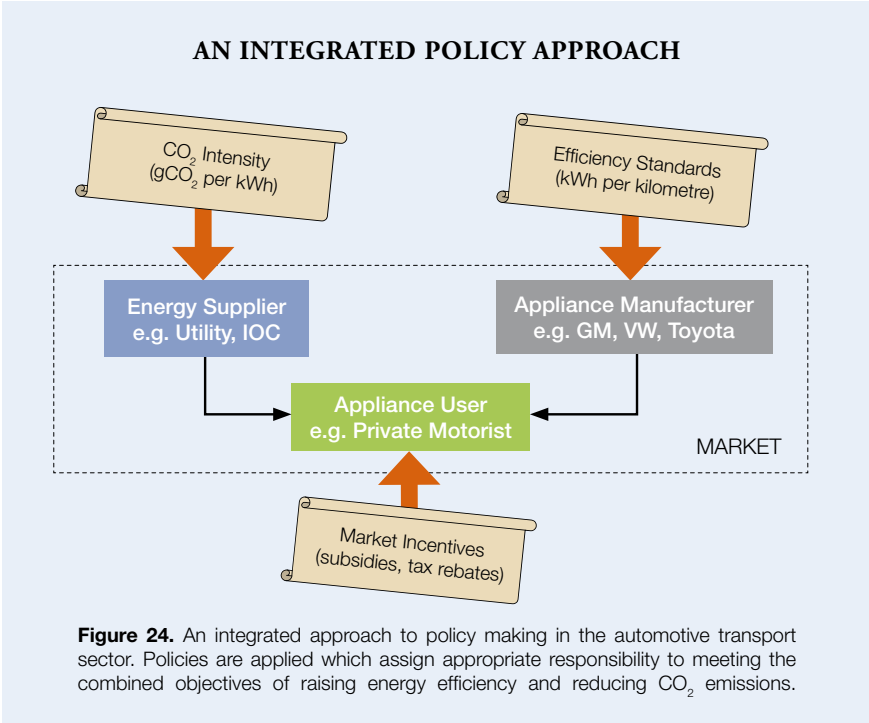 AN INTEGRATED POLICY APPROACH
CO₂ Intensity
(gCO₂ per kWh)
Efficiency Standards
(kWh per kilometre)
Energy Supplier
e.g. Utility, IOC
Appliance Manufacturer
e.g. GM, VW, Toyota
Appliance User
e.g. Private Motorist
MARKET
Market Incentives
(subsidies, tax rebates)
Figure 24. An integrated approach to policy making in the automotive transport
sector. Policies are applied which assign appropriate responsibility to meeting the
combined objectives of raising energy efficiency and reducing CO₂ emissions.